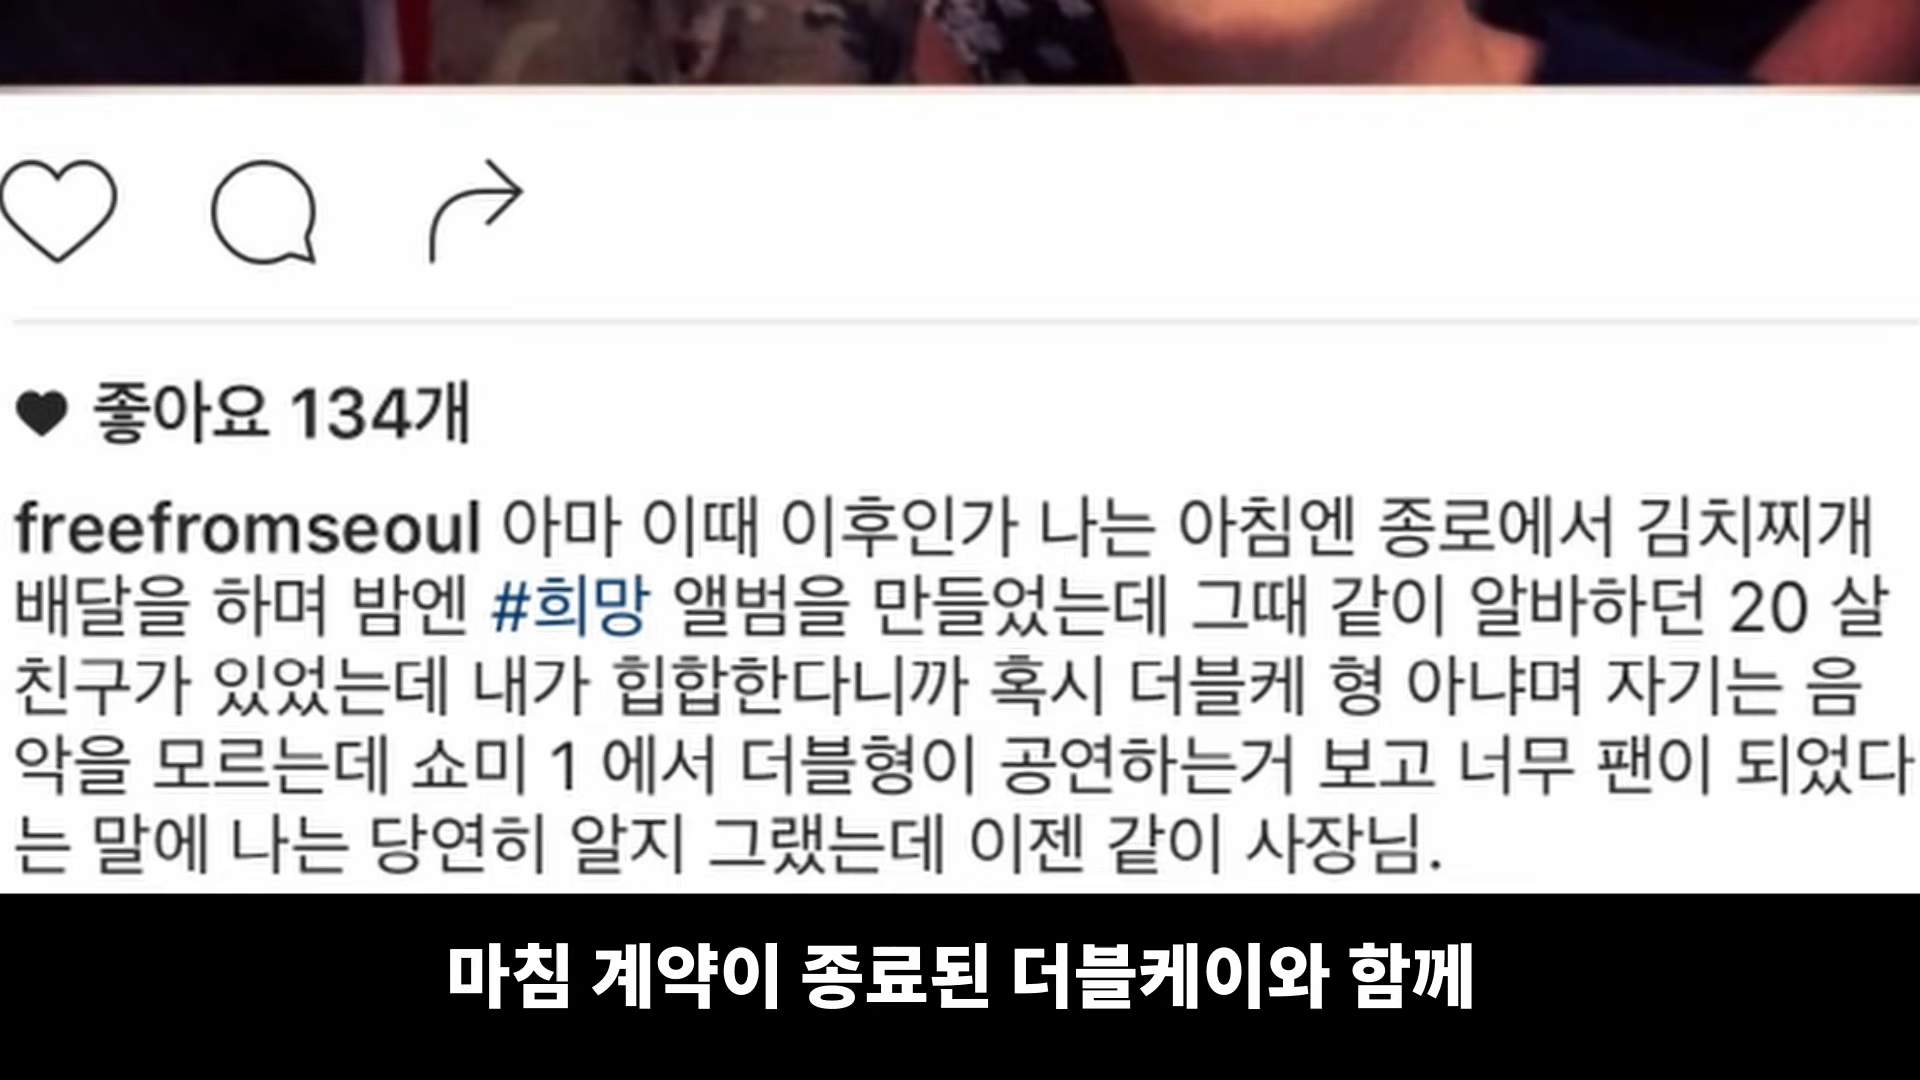 좋아요 134개
freefromseoul 아마 이때 이후인가 나는 아침엔 종로에서 김치찌개
배달을 하며 밤엔 #희망 앨범을 만들었는데 그때 같이 알바하던 20 살
친구가 있었는데 내가 힙합한다니까 혹시 더블케 형 아냐며 자기는 음
악을 모르는데 쇼미 1 에서 더블형이 공연하는거 보고 너무 팬이 되었다
는 말에 나는 당연히 알지 그랬는데 이젠 같이 사장님.
마침 계약이 종료된 더블케이와 함께